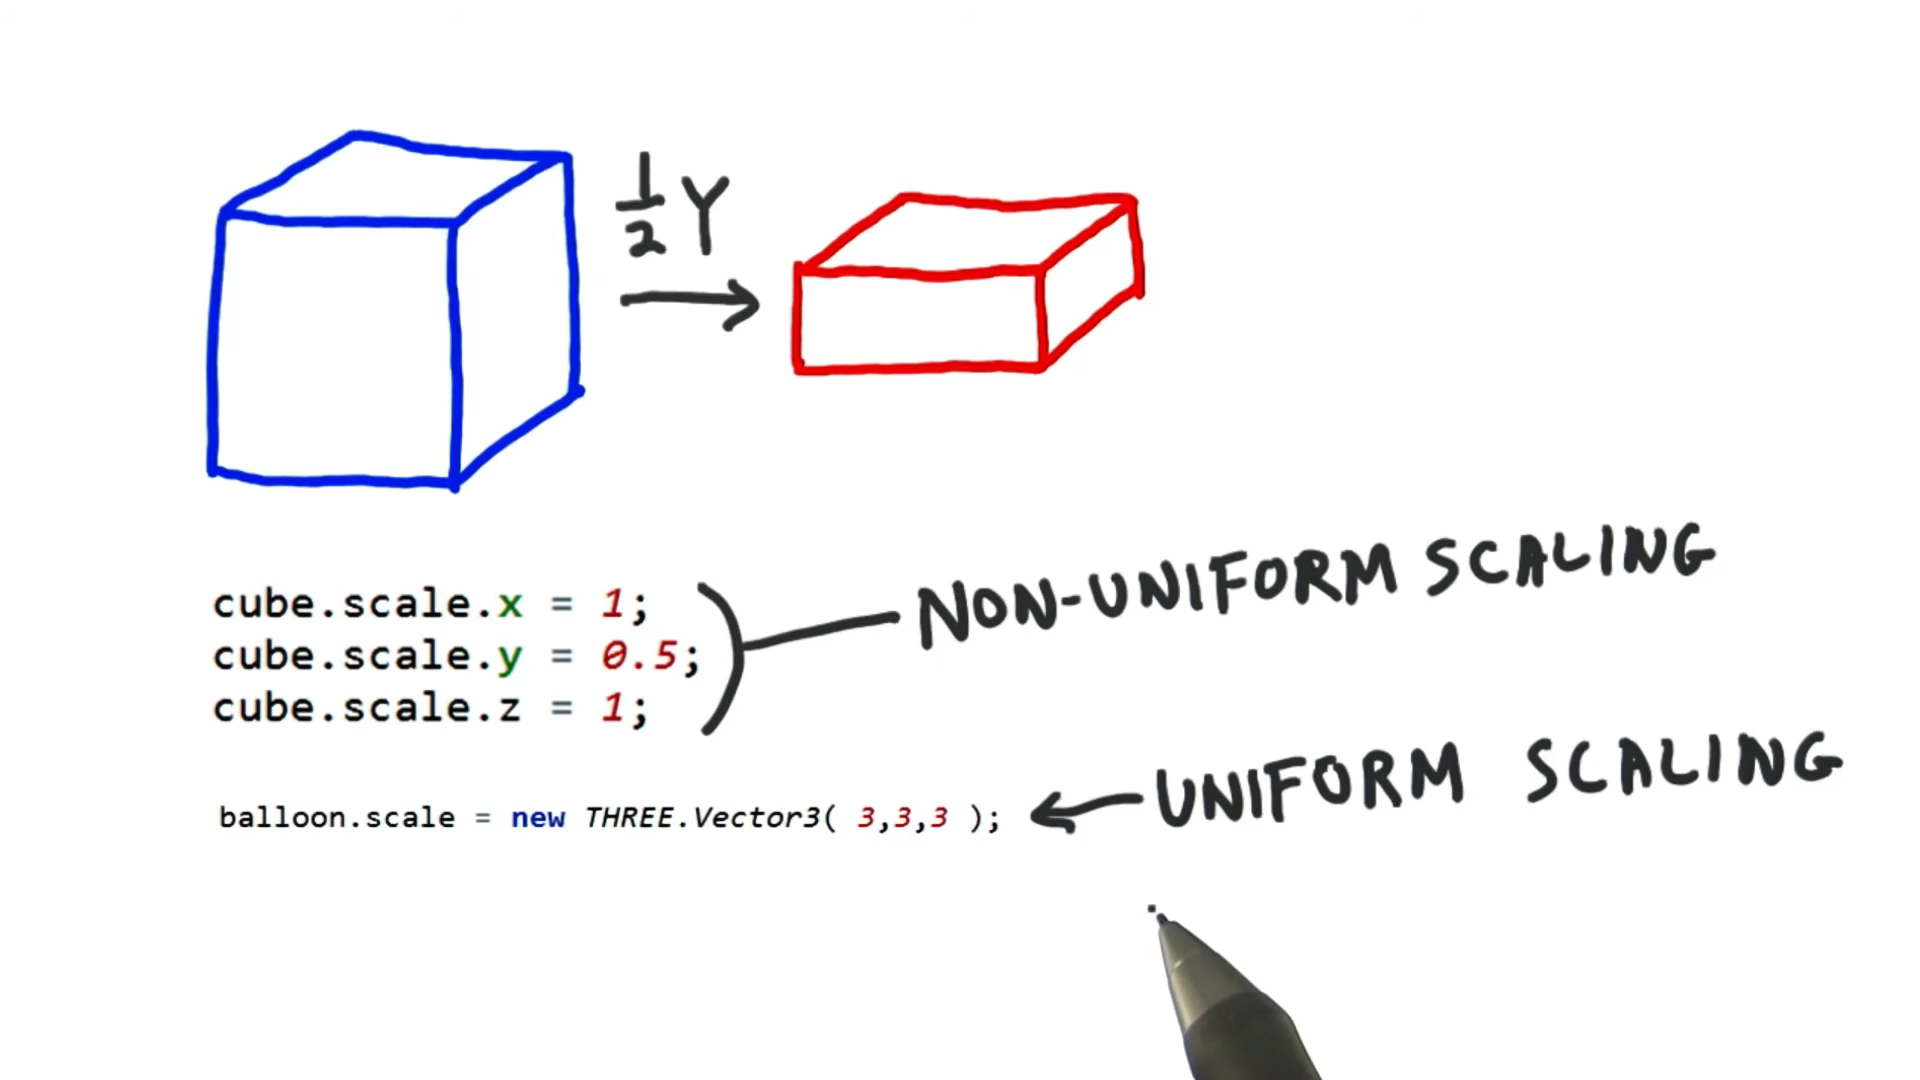 ½ Y
cube.scale.x = 1;
cube.scale.y = 0.5;
cube.scale.z = 1;
NON-UNIFORM SCALING
balloon.scale = new THREE.Vector3( 3,3,3 );
UNIFORM SCALING